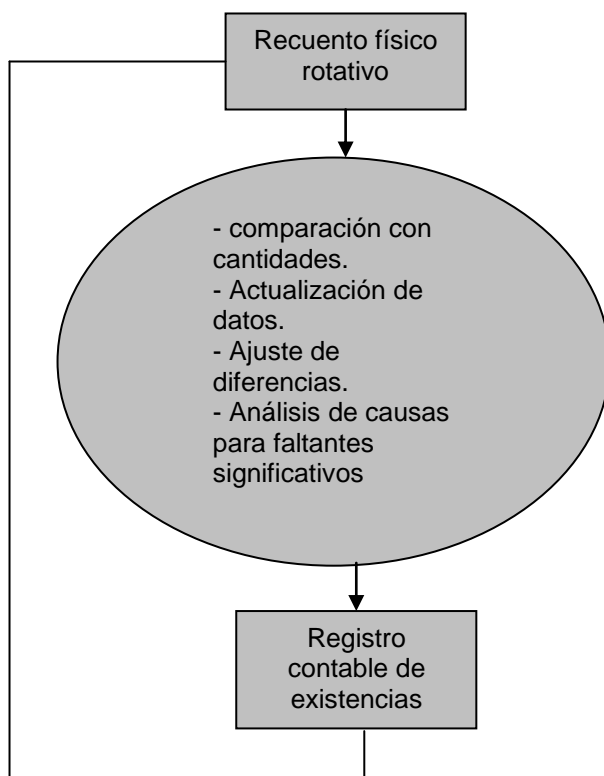 Recuento físico
rotativo
- comparación con
cantidades.
- Actualización de
datos.
- Ajuste de
diferencias.
- Análisis de causas
para faltantes
significativos
Registro
contable de
existencias